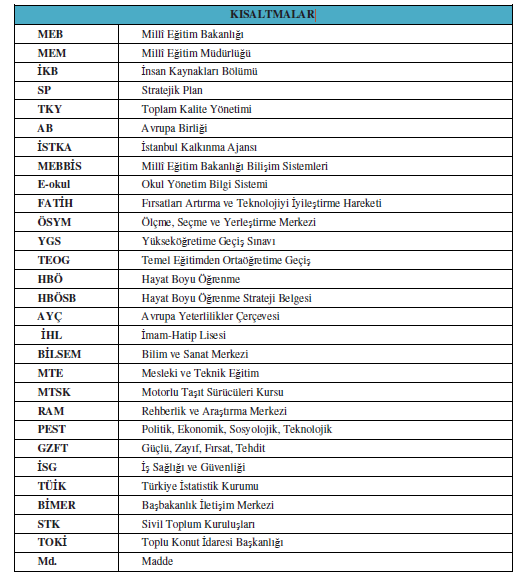 KISALTMALAR
MEB Millî Eğitim Bakanlığı
MEM Millî Eğitim Müdürlüğü
İKB İnsan Kaynakları Bölümü
SP Stratejik Plan
TKY Toplam Kalite Yönetimi
AB Avrupa Birliği
İSTKA İstanbul Kalkınma Ajansı
MEBBİS Millî Eğitim Bakanlığı Bilişim Sistemleri
E-okul Okul Yönetim Bilgi Sistemi
FATİH Fırsatları Artırma ve Teknolojiyi İyileştirme Hareketi
ÖSYM Ölçme, Seçme ve Yerleştirme Merkezi
YGS Yükseköğretime Geçiş Sınavı
TEOG Temel Eğitimden Ortaöğretime Geçiş
HBÖ Hayat Boyu Öğrenme
HBÖSB Hayat Boyu Öğrenme Strateji Belgesi
AYÇ Avrupa Yeterlilikler Çerçevesi
İHL İmam-Hatip Lisesi
BİLSEM Bilim ve Sanat Merkezi
MTE Mesleki ve Teknik Eğitim
MTSK Motorlu Taşıt Sürücüleri Kursu
RAM Rehberlik ve Araştırma Merkezi
PEST Politik, Ekonomik, Sosyolojik, Teknolojik
GZFT Güçlü, Zayıf, Fırsat, Tehdit
İSG İş Sağlığı ve Güvenliği
TÜİK Türkiye İstatistik Kurumu
BİMER Başbakanlık İletişim Merkezi
STK Sivil Toplum Kuruluşları
TOKİ Toplu Konut İdaresi Başkanlığı
Md. Madde